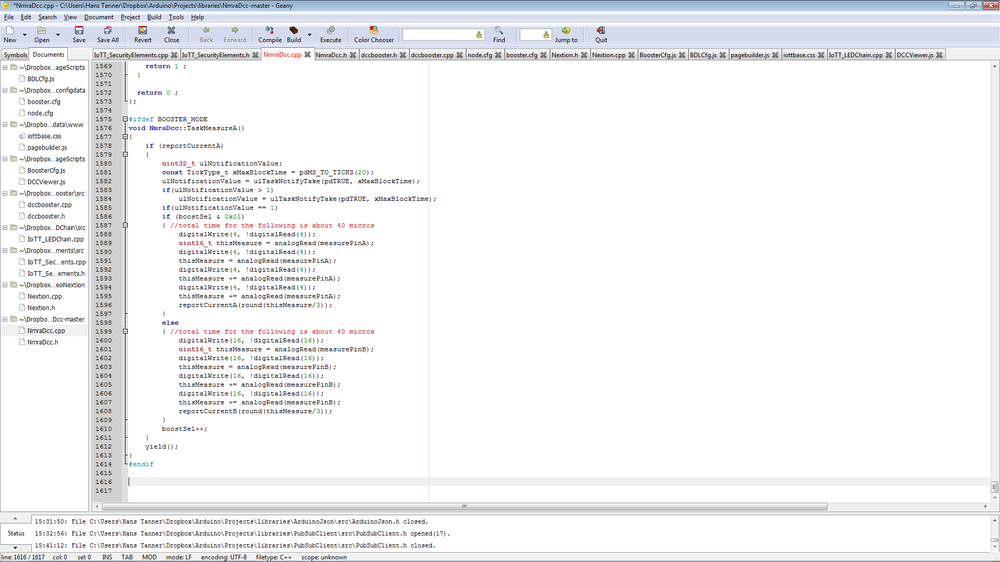 *NmraDcc.cpp - C:\Users\Hans Tanner\Dropbox\Arduino\Projects\libraries\NmraDcc-master - Geany
File Edit Search View Document Project Build Tools Help
New Open Save Save All Revert Close Back Forward Compile Build Execute Color Chooser Find Jump to Quit
Symbols Documents IoTT_SecurityElements.cpp IoTT_SecurityElements.h NmraDcc.cpp NmraDcc.h dccbooster.h dccbooster.cpp node.cfg booster.cfg Nextion.h Nextion.cpp BoosterCfg.js BDLCfg.js pagebuilder.js iottbase.css IoTT_LEDChain.cpp DCCViewer.js
~\Dropbox...ageScripts
BDLCfg.js
~\Dropbox...configdata
booster.cfg
node.cfg
~\Dropbo...data\www
iottbase.css
pagebuilder.js
~\Dropbox...ageScripts
BoosterCfg.js
DCCViewer.js
~\Dropbox...ooster\src
dccbooster.cpp
dccbooster.h
~\Dropbox...DChain\src
IoTT_LEDChain.cpp
~\Dropbox...ments\src
IoTT_Sec...ents.cpp
IoTT_Se...ements.h
~\Dropbox...eoNextion
Nextion.cpp
Nextion.h
~\Dropbo...Dcc-master
NmraDcc.cpp
NmraDcc.h
1569     return 1 ;
1570   }
1571
1572   return 0 ;
1573 };
1574
1575 #ifdef BOOSTER_MODE
1576 void NmraDcc::TaskMeasureA()
1577 {
1578     if (reportCurrentA)
1579     {
1580         uint32_t ulNotificationValue;
1581         const TickType_t xMaxBlockTime = pdMS_TO_TICKS(20);
1582         ulNotificationValue = ulTaskNotifyTake(pdTRUE, xMaxBlockTime);
1583         if(ulNotificationValue > 1)
1584             ulNotificationValue = ulTaskNotifyTake(pdTRUE, xMaxBlockTime);
1585         if(ulNotificationValue == 1)
1586         if (boostSel & 0x01)
1587         { //total time for the following is about 40 micros
1588             digitalWrite(4, !digitalRead(4));
1589             uint16_t thisMeasure = analogRead(measurePinA);
1590             digitalWrite(4, !digitalRead(4));
1591             thisMeasure = analogRead(measurePinA);
1592             digitalWrite(4, !digitalRead(4));
1593             thisMeasure += analogRead(measurePinA);
1594             digitalWrite(4, !digitalRead(4));
1595             thisMeasure += analogRead(measurePinA);
1596             reportCurrentA(round(thisMeasure/3));
1597         }
1598         else
1599         { //total time for the following is about 40 micros
1600             digitalWrite(16, !digitalRead(16));
1601             uint16_t thisMeasure = analogRead(measurePinB);
1602             digitalWrite(16, !digitalRead(16));
1603             thisMeasure = analogRead(measurePinB);
1604             digitalWrite(16, !digitalRead(16));
1605             thisMeasure += analogRead(measurePinB);
1606             digitalWrite(16, !digitalRead(16));
1607             thisMeasure += analogRead(measurePinB);
1608             reportCurrentB(round(thisMeasure/3));
1609         }
1610         boostSel++;
1611     }
1612     yield();
1613 }
1614 #endif
1615
1616
1617
Status
15:31:50: File C:\Users\Hans Tanner\Dropbox\Arduino\Projects\libraries\ArduinoJson\src\ArduinoJson.h closed.
15:32:56: File C:\Users\Hans Tanner\Dropbox\Arduino\Projects\libraries\PubSubClient\src\PubSubClient.h opened(17).
15:41:12: File C:\Users\Hans Tanner\Dropbox\Arduino\Projects\libraries\PubSubClient\src\PubSubClient.h closed.
line: 1616 / 1617 col: 0 sel: 0 INS TAB MOD mode: LF encoding: UTF-8 filetype: C++ scope: unknown